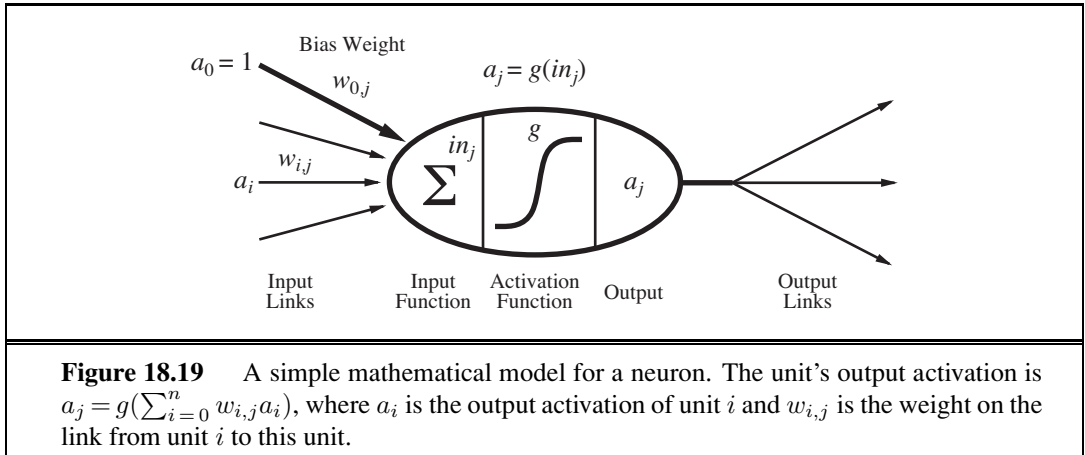 Bias Weight
a₀ = 1
w₀,ⱼ
aⱼ = g(inⱼ)
inⱼ
g
wᵢ,ⱼ
aᵢ
Σ
aⱼ
Input
Links
Input
Function
Activation
Function
Output
Output
Links
Figure 18.19 A simple mathematical model for a neuron. The unit's output activation is
aⱼ = g(∑ⁿᵢ₌₀ wᵢ,ⱼaᵢ), where aᵢ is the output activation of unit i and wᵢ,ⱼ is the weight on the
link from unit i to this unit.